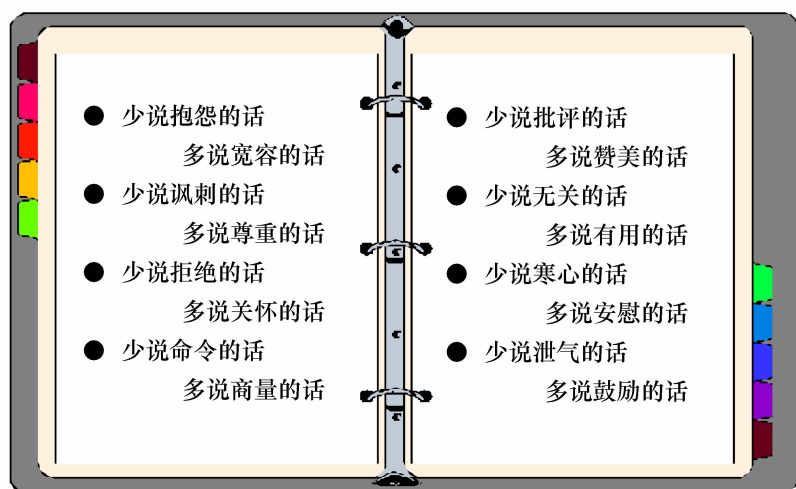 ● 少说抱怨的话
多说宽容的话
● 少说讽刺的话
多说尊重的话
● 少说拒绝的话
多说关怀的话
● 少说命令的话
多说商量的话
● 少说批评的话
多说赞美的话
● 少说无关的话
多说有用的话
● 少说寒心的话
多说安慰的话
● 少说泄气的话
多说鼓励的话